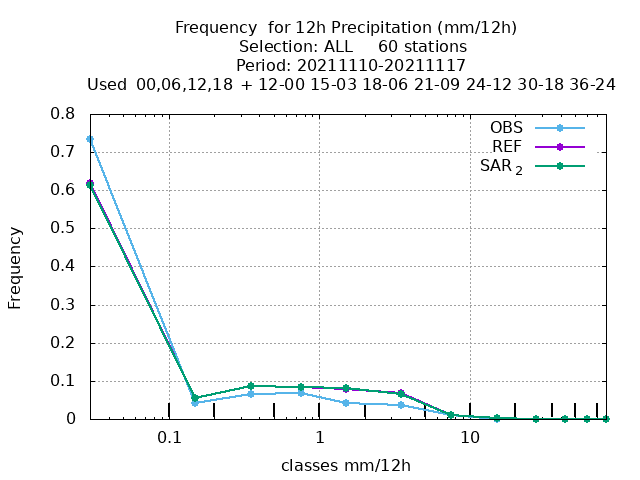 Frequency  for 12h Precipitation (mm/12h)
Selection: ALL     60 stations
Period: 20211110-20211117
Used  00,06,12,18  + 12-00 15-03 18-06 21-09 24-12 30-18 36-24
0.8
0.7
0.6
0.5
0.4
0.3
0.2
0.1
0
Frequency
OBS
REF
SAR 2
0.1 1 10
classes mm/12h